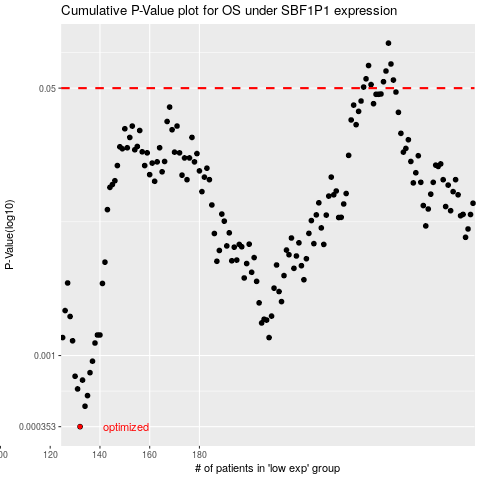 Cumulative P-Value plot for OS under SBF1P1 expression
P-Value(log10)
0.05
0.001
0.000353
optimized
00 120 140 160 180
# of patients in 'low exp' group